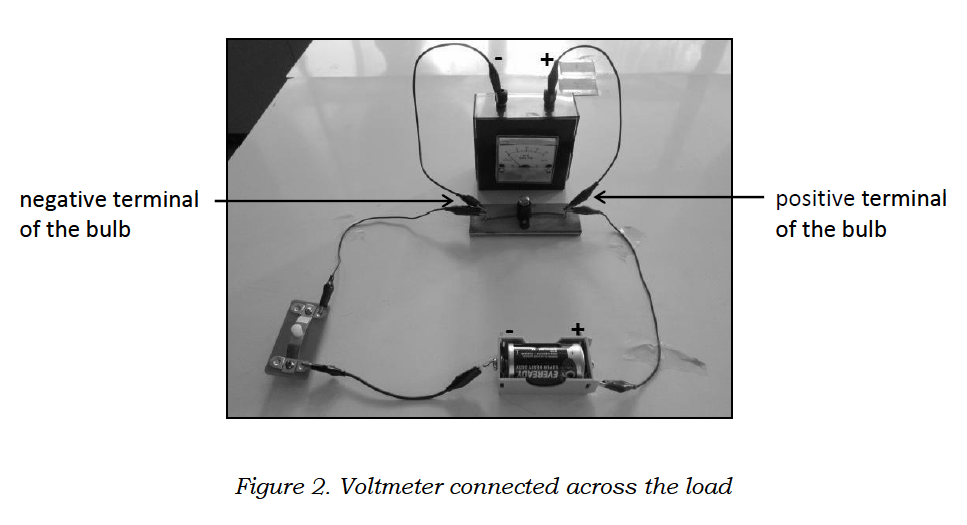 - +
negative terminal
of the bulb
positive terminal
of the bulb
- +
EVEREADY
Figure 2. Voltmeter connected across the load